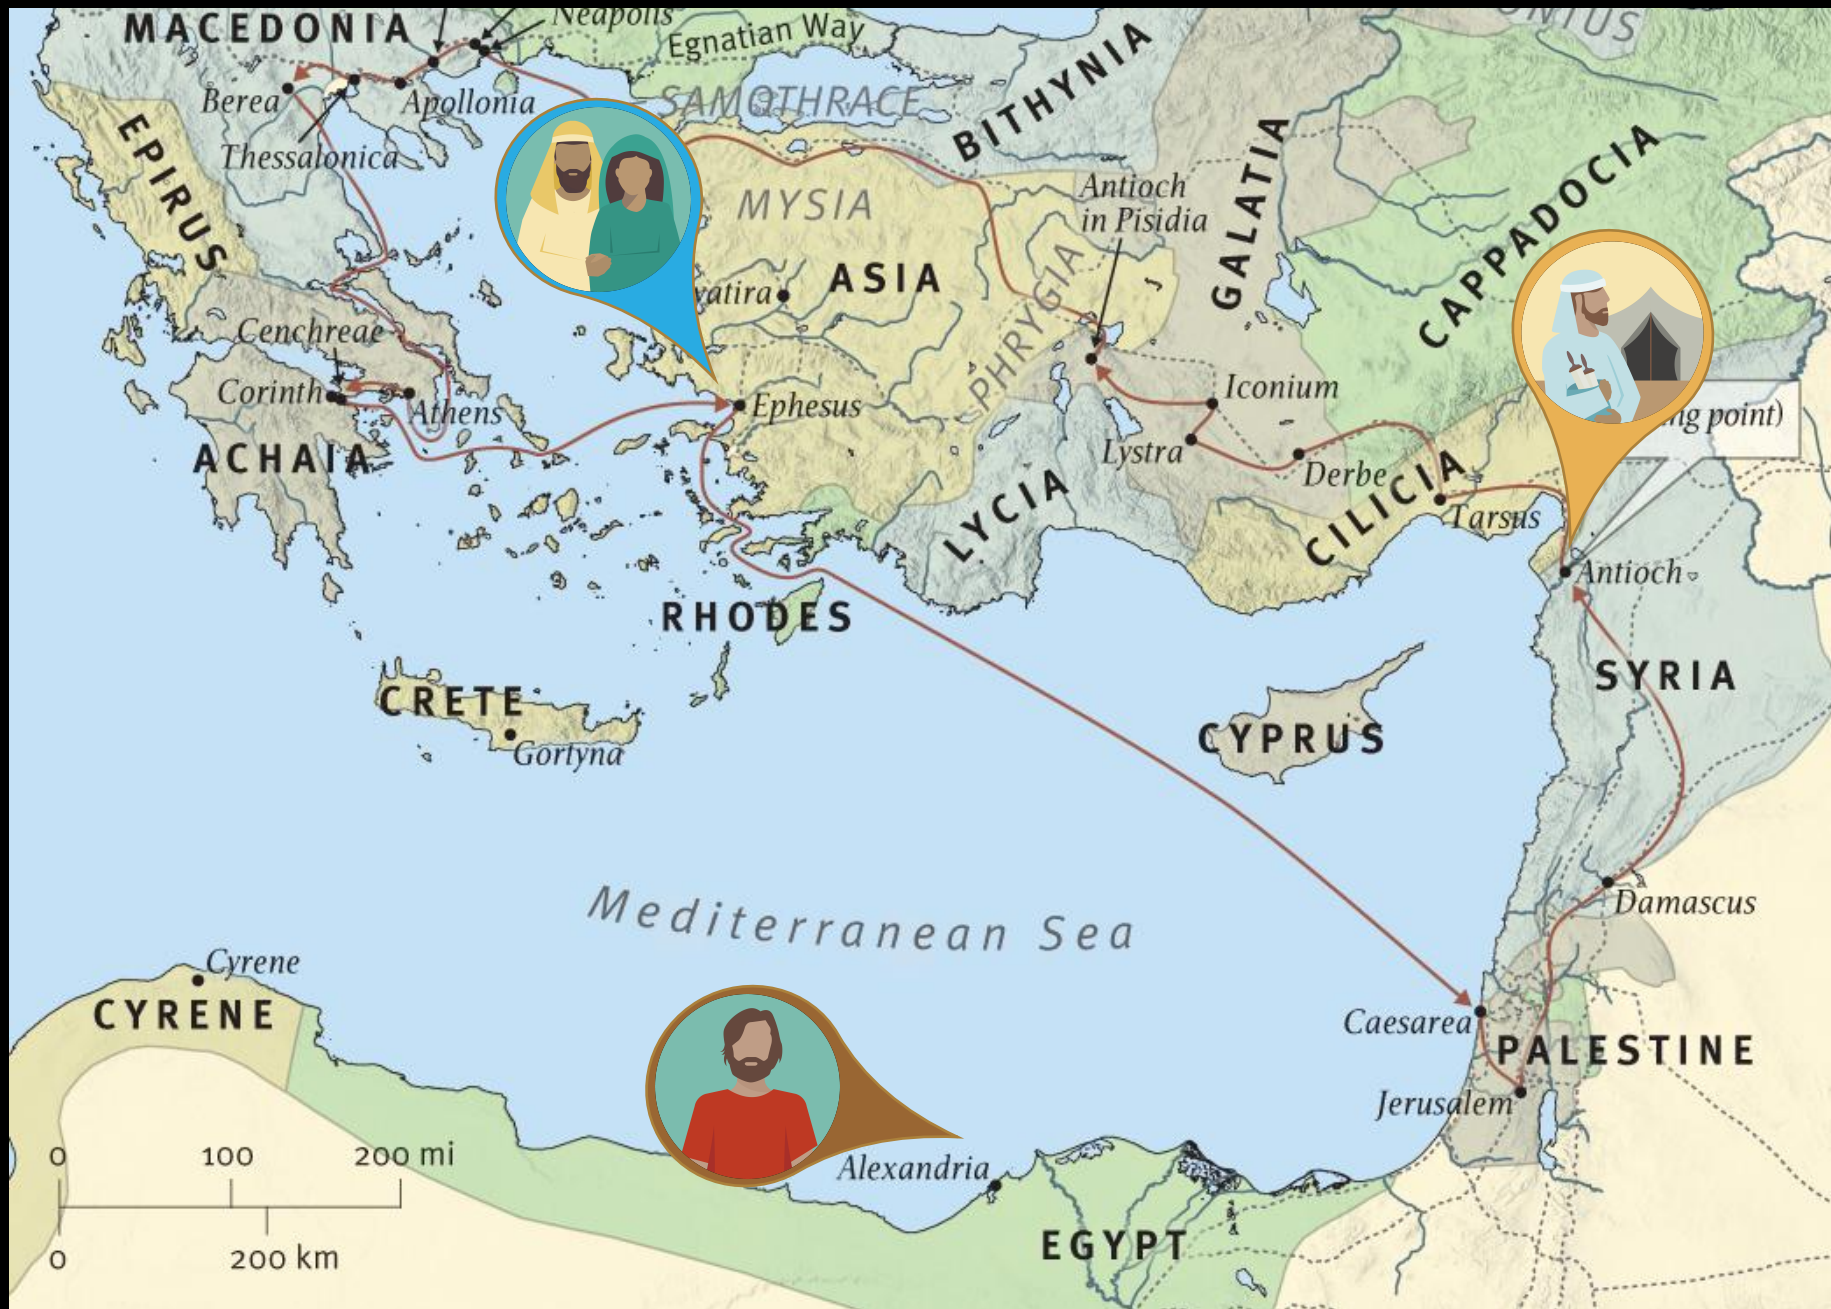 MACEDONIA
Neapolis
Egnatian Way
Berea
Apollonia
Thessalonica
SAMOTHRACE
BITHYNIA
EPIRUS
MYSIA
ASIA
PHRYGIA
Antioch
in Pisidia
GALATIA
CAPPADOCIA
Cenchreae
Corinth
Athens
ACHAIA
Ephesus
Iconium
Lystra
Derbe
point)
LYCIA
CILICIA
Tarsus
Antioch
RHODES
SYRIA
CRETE
Gortyna
CYPRUS
Mediterranean Sea
Damascus
Cyrene
CYRENE
Caesarea
PALESTINE
Jerusalem
Alexandria
EGYPT
0 100 200 mi
0 200 km